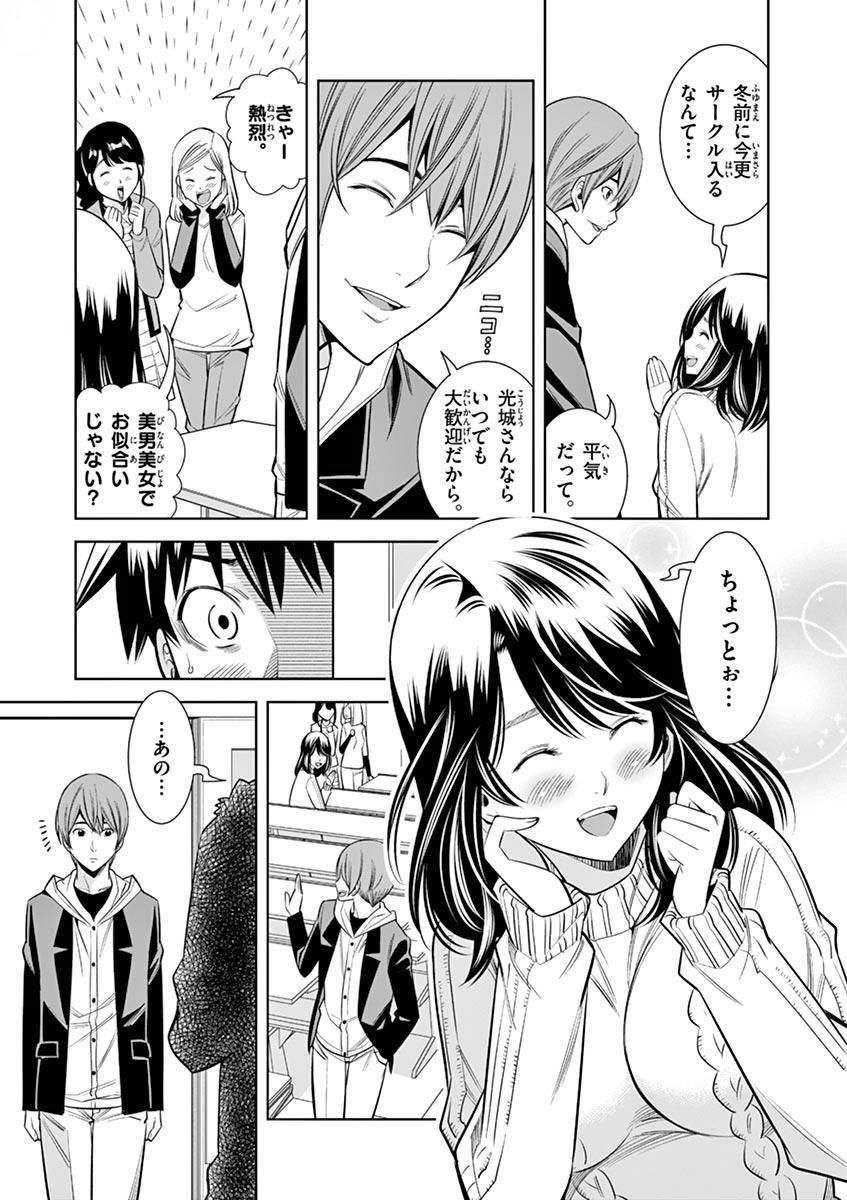 冬前に今更
サークル入る
なんて…
平気
だって。
光城さんなら
いつでも
大歓迎だから。
ニコ…
きゃー
熱烈。
美男美女で
お似合い
じゃない？
ちょっとぉ…
…あの…